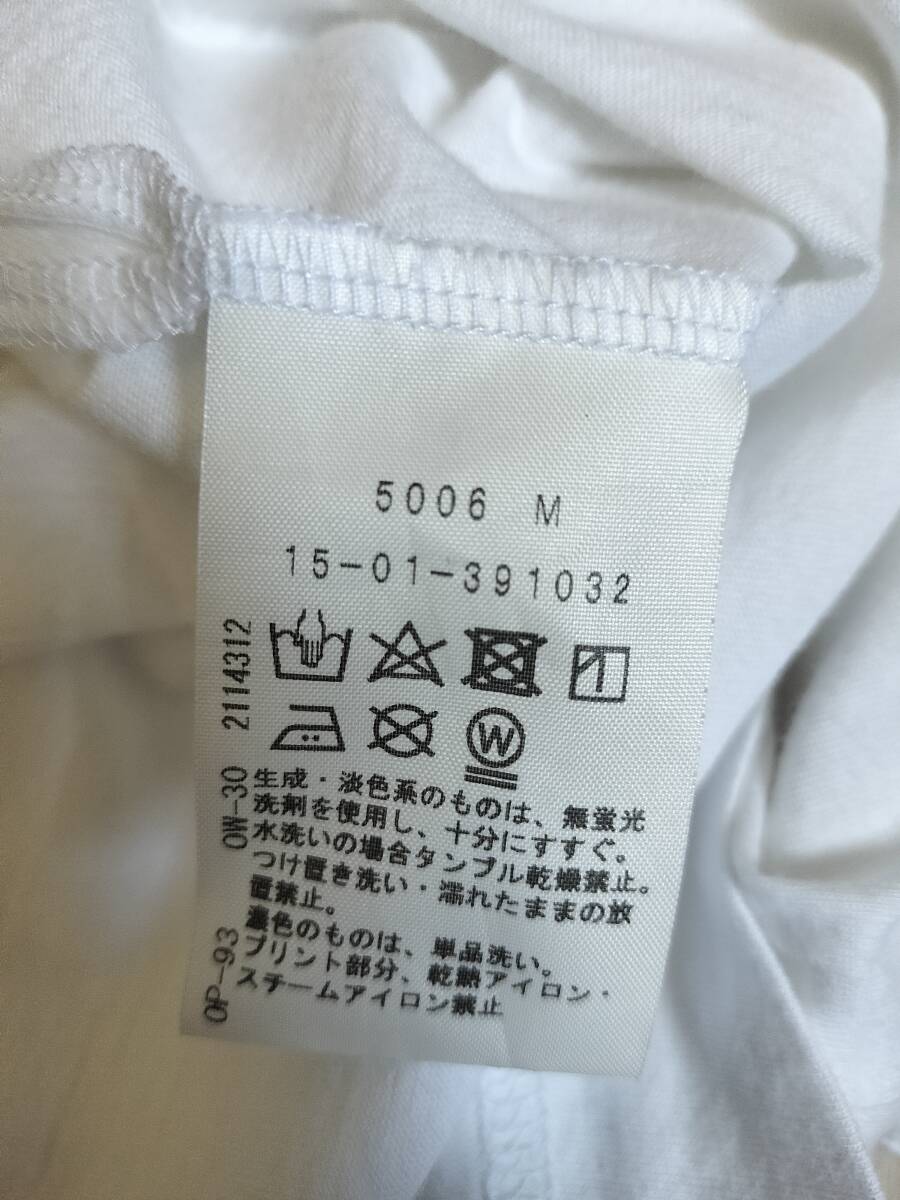 5006 M
15-01-391032
W
生成・淡色系のものは、無蛍光
洗剤を使用し、十分にすすぐ。
水洗いの場合タンブル乾燥禁止。
つけ置き洗い・濡れたままの放
置禁止。
濃色のものは、単品洗い。
プリント部分、乾熱アイロン・
スチームアイロン禁止
OP-93 OW-30 2114312